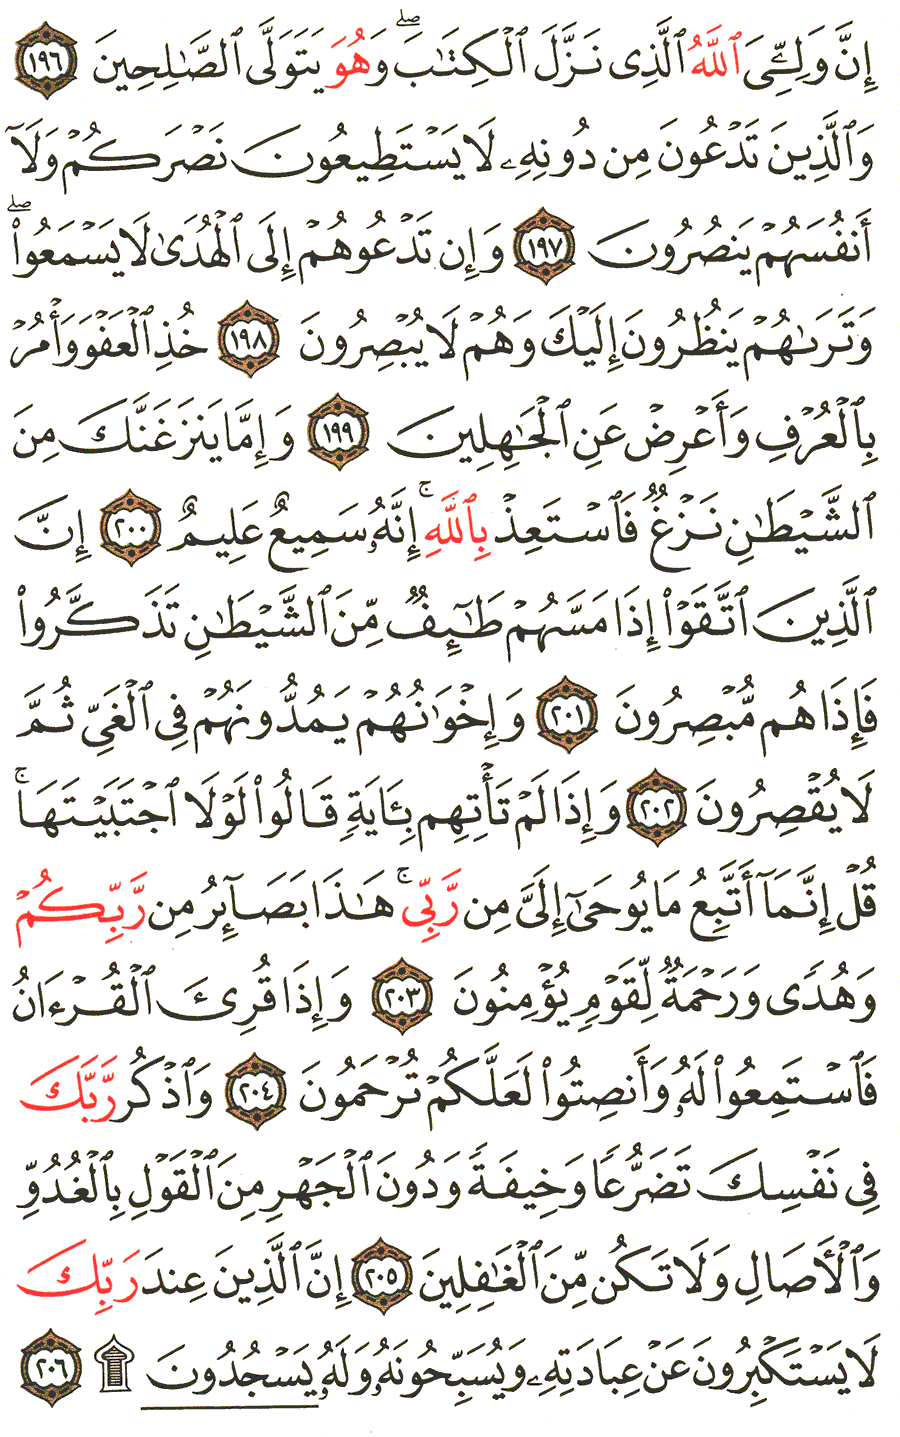 إِنَّ وَلِـِّۧيَ ٱللَّهُ ٱلَّذِى نَزَّلَ ٱلْكِتَـٰبَ ۖ وَهُوَ يَتَوَلَّى ٱلصَّـٰلِحِينَ ١٩٦
وَٱلَّذِينَ تَدْعُونَ مِن دُونِهِۦ لَا يَسْتَطِيعُونَ نَصْرَكُمْ وَلَآ
أَنفُسَهُمْ يَنصُرُونَ ١٩٧ وَإِن تَدْعُوهُمْ إِلَى ٱلْهُدَىٰ لَا يَسْمَعُوا۟ ۖ
وَتَرَىٰهُمْ يَنظُرُونَ إِلَيْكَ وَهُمْ لَا يُبْصِرُونَ ١٩٨ خُذِ ٱلْعَفْوَ وَأْمُرْ
بِٱلْعُرْفِ وَأَعْرِضْ عَنِ ٱلْجَـٰهِلِينَ ١٩٩ وَإِمَّا يَنزَغَنَّكَ مِنَ
ٱلشَّيْطَـٰنِ نَزْغٌ فَٱسْتَعِذْ بِٱللَّهِ ۚ إِنَّهُۥ سَمِيعٌ عَلِيمٌ ٢٠٠ إِنَّ
ٱلَّذِينَ ٱتَّقَوْا۟ إِذَا مَسَّهُمْ طَـٰٓئِفٌ مِّنَ ٱلشَّيْطَـٰنِ تَذَكَّرُوا۟
فَإِذَا هُم مُّبْصِرُونَ ٢٠١ وَإِخْوَٰنُهُمْ يَمُدُّونَهُمْ فِى ٱلْغَىِّ ثُمَّ
لَا يُقْصِرُونَ ٢٠٢ وَإِذَا لَمْ تَأْتِهِم بِـَٔايَةٍ قَالُوا۟ لَوْلَا ٱجْتَبَيْتَهَا ۚ
قُلْ إِنَّمَآ أَتَّبِعُ مَا يُوحَىٰٓ إِلَىَّ مِن رَّبِّى ۚ هَـٰذَا بَصَآئِرُ مِن رَّبِّكُمْ
وَهُدًى وَرَحْمَةٌ لِّقَوْمٍ يُؤْمِنُونَ ٢٠٣ وَإِذَا قُرِئَ ٱلْقُرْءَانُ
فَٱسْتَمِعُوا۟ لَهُۥ وَأَنصِتُوا۟ لَعَلَّكُمْ تُرْحَمُونَ ٢٠٤ وَٱذْكُر رَّبَّكَ
فِى نَفْسِكَ تَضَرُّعًا وَخِيفَةً وَدُونَ ٱلْجَهْرِ مِنَ ٱلْقَوْلِ بِٱلْغُدُوِّ
وَٱلْـَٔاصَالِ وَلَا تَكُن مِّنَ ٱلْغَـٰفِلِينَ ٢٠٥ إِنَّ ٱلَّذِينَ عِندَ رَبِّكَ
لَا يَسْتَكْبِرُونَ عَنْ عِبَادَتِهِۦ وَيُسَبِّحُونَهُۥ وَلَهُۥ يَسْجُدُونَ ۩ ٢٠٦